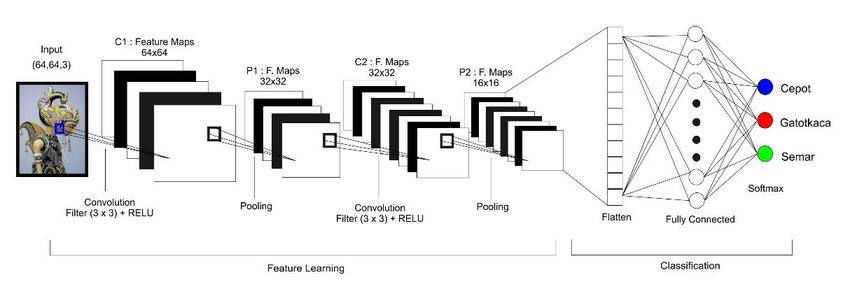 Input
(64,64,3)
C1 : Feature Maps
64x64
P1 : F. Maps
32x32
C2 : F. Maps
32x32
P2 : F. Maps
16x16
Convolution
Filter (3 x 3) + RELU
Pooling
Convolution
Filter (3 x 3) + RELU
Pooling
Flatten
Fully Connected
Cepot
Gatotkaca
Semar
Softmax
Feature Learning
Classification